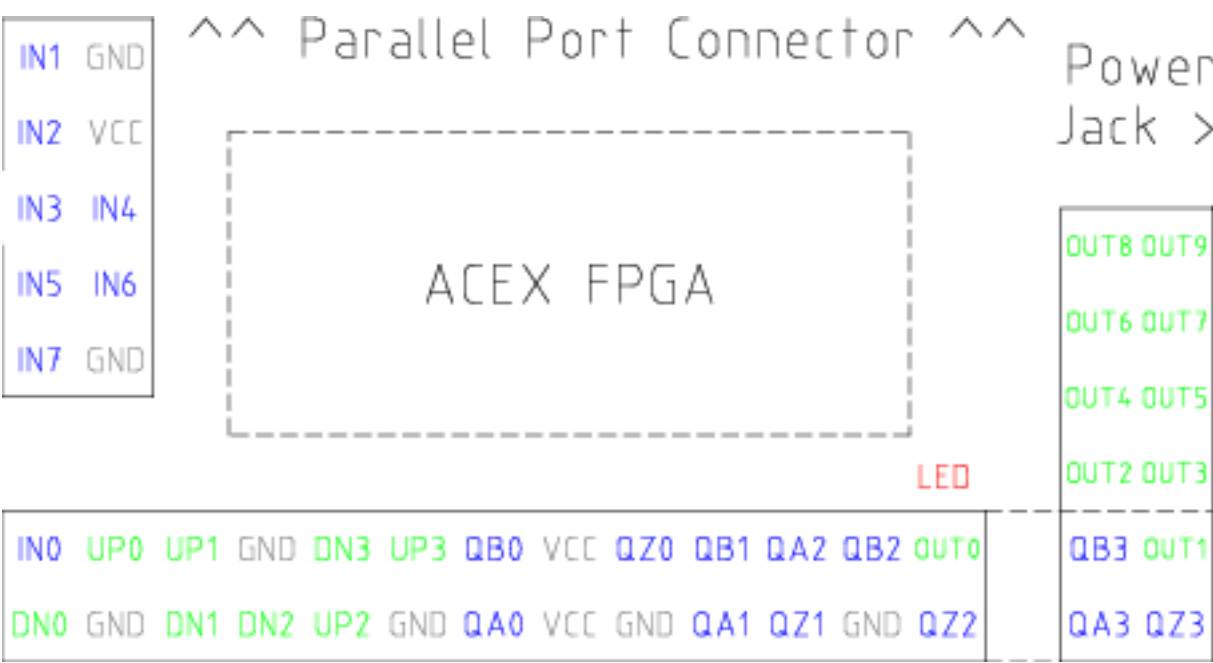 ^^ Parallel Port Connector ^^
Power
Jack >
IN1 GND
IN2 VCC
IN3 IN4
IN5 IN6
IN7 GND
ACEX FPGA
OUT8 OUT9
OUT6 OUT7
OUT4 OUT5
OUT2 OUT3
LED
IN0 UP0 UP1 GND DN3 UP3 QB0 VCC QZ0 QB1 QA2 QB2 OUT0
DN0 GND DN1 DN2 UP2 GND QA0 VCC GND QA1 QZ1 GND QZ2
QB3 OUT1
QA3 QZ3